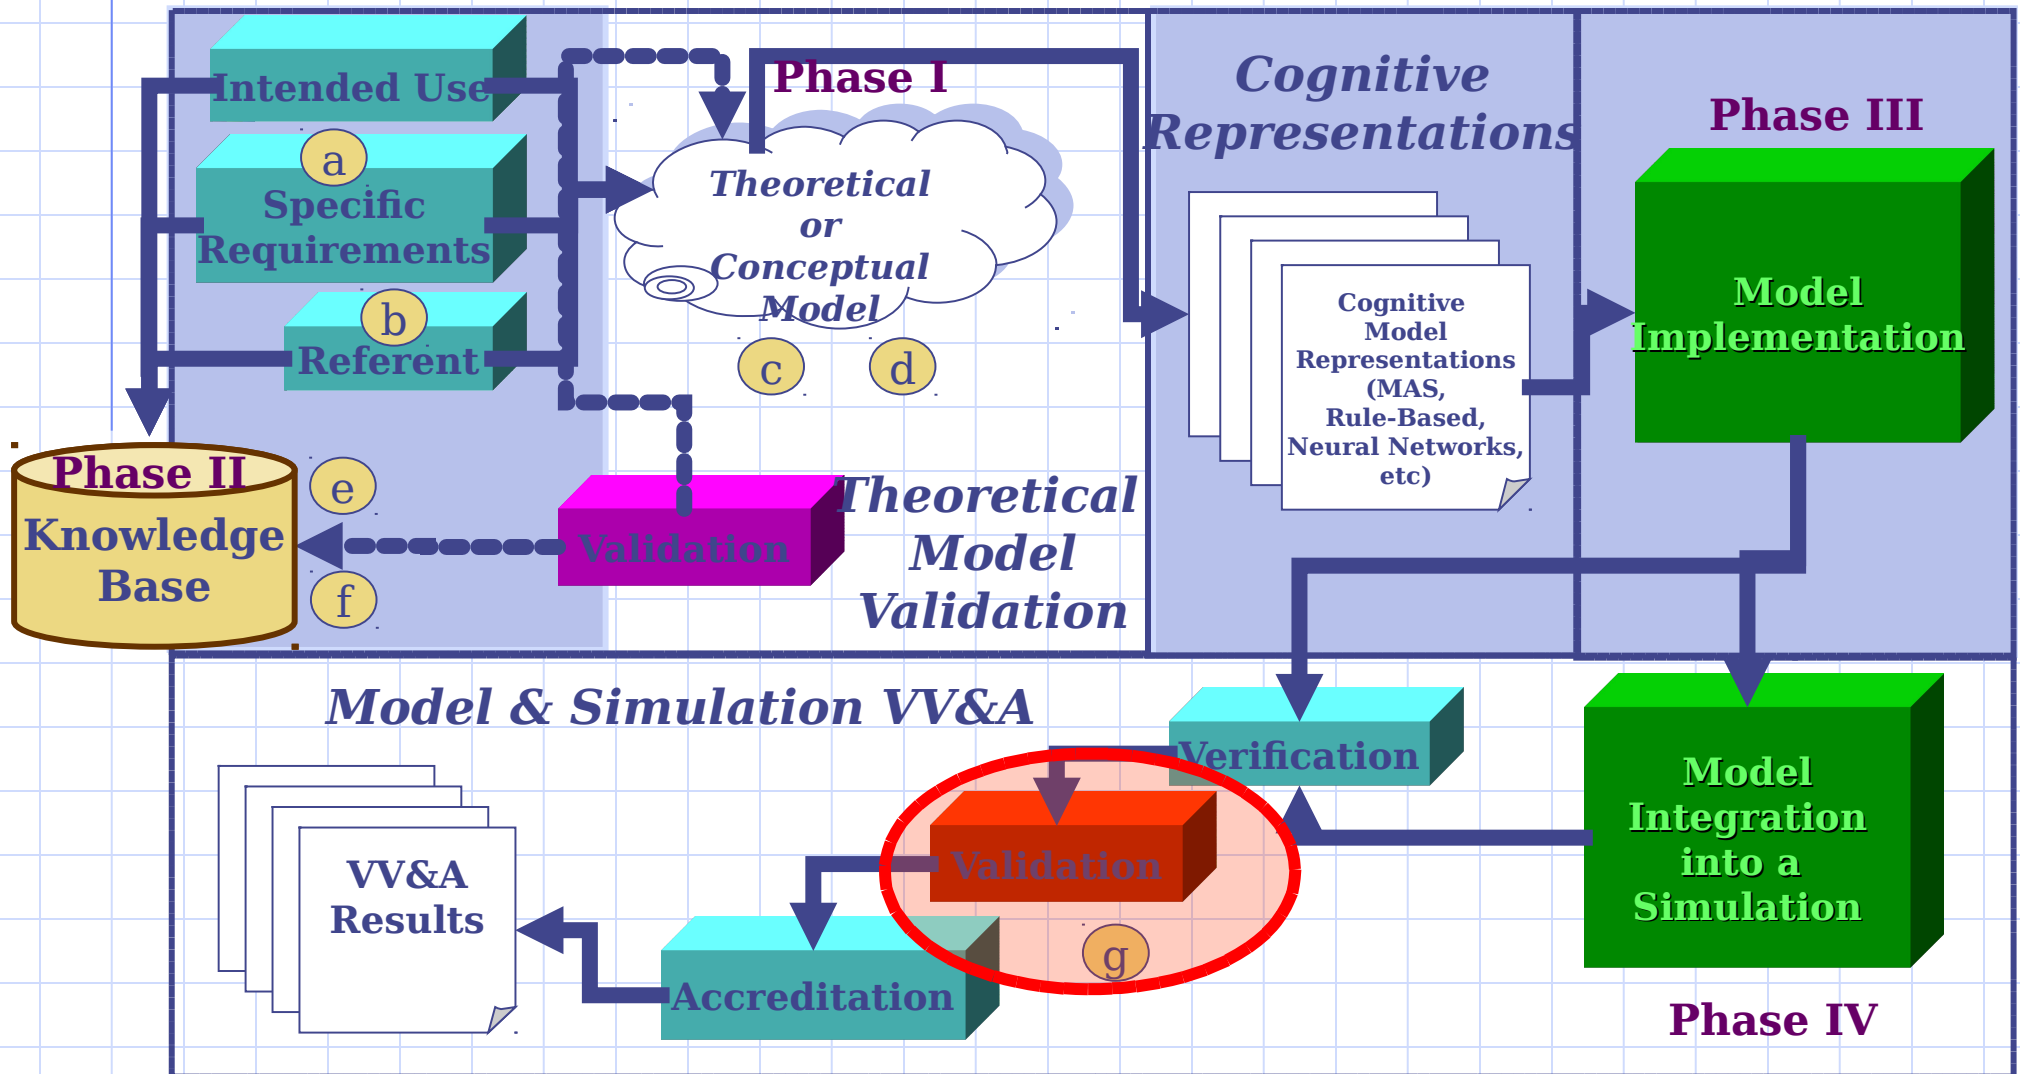 Intended Use
a
Specific
Requirements
b
Referent
Phase I
Theoretical
or
Conceptual
Model
c
d
Cognitive
Representations
Cognitive
Model
Representations
(MAS,
Rule-Based,
Neural Networks,
etc)
Phase III
Model
Implementation
Phase II
Knowledge
Base
e
f
Validation
Theoretical
Model
Validation
Model & Simulation VV&A
Verification
Validation
g
Accreditation
VV&A
Results
Model
Integration
into a
Simulation
Phase IV